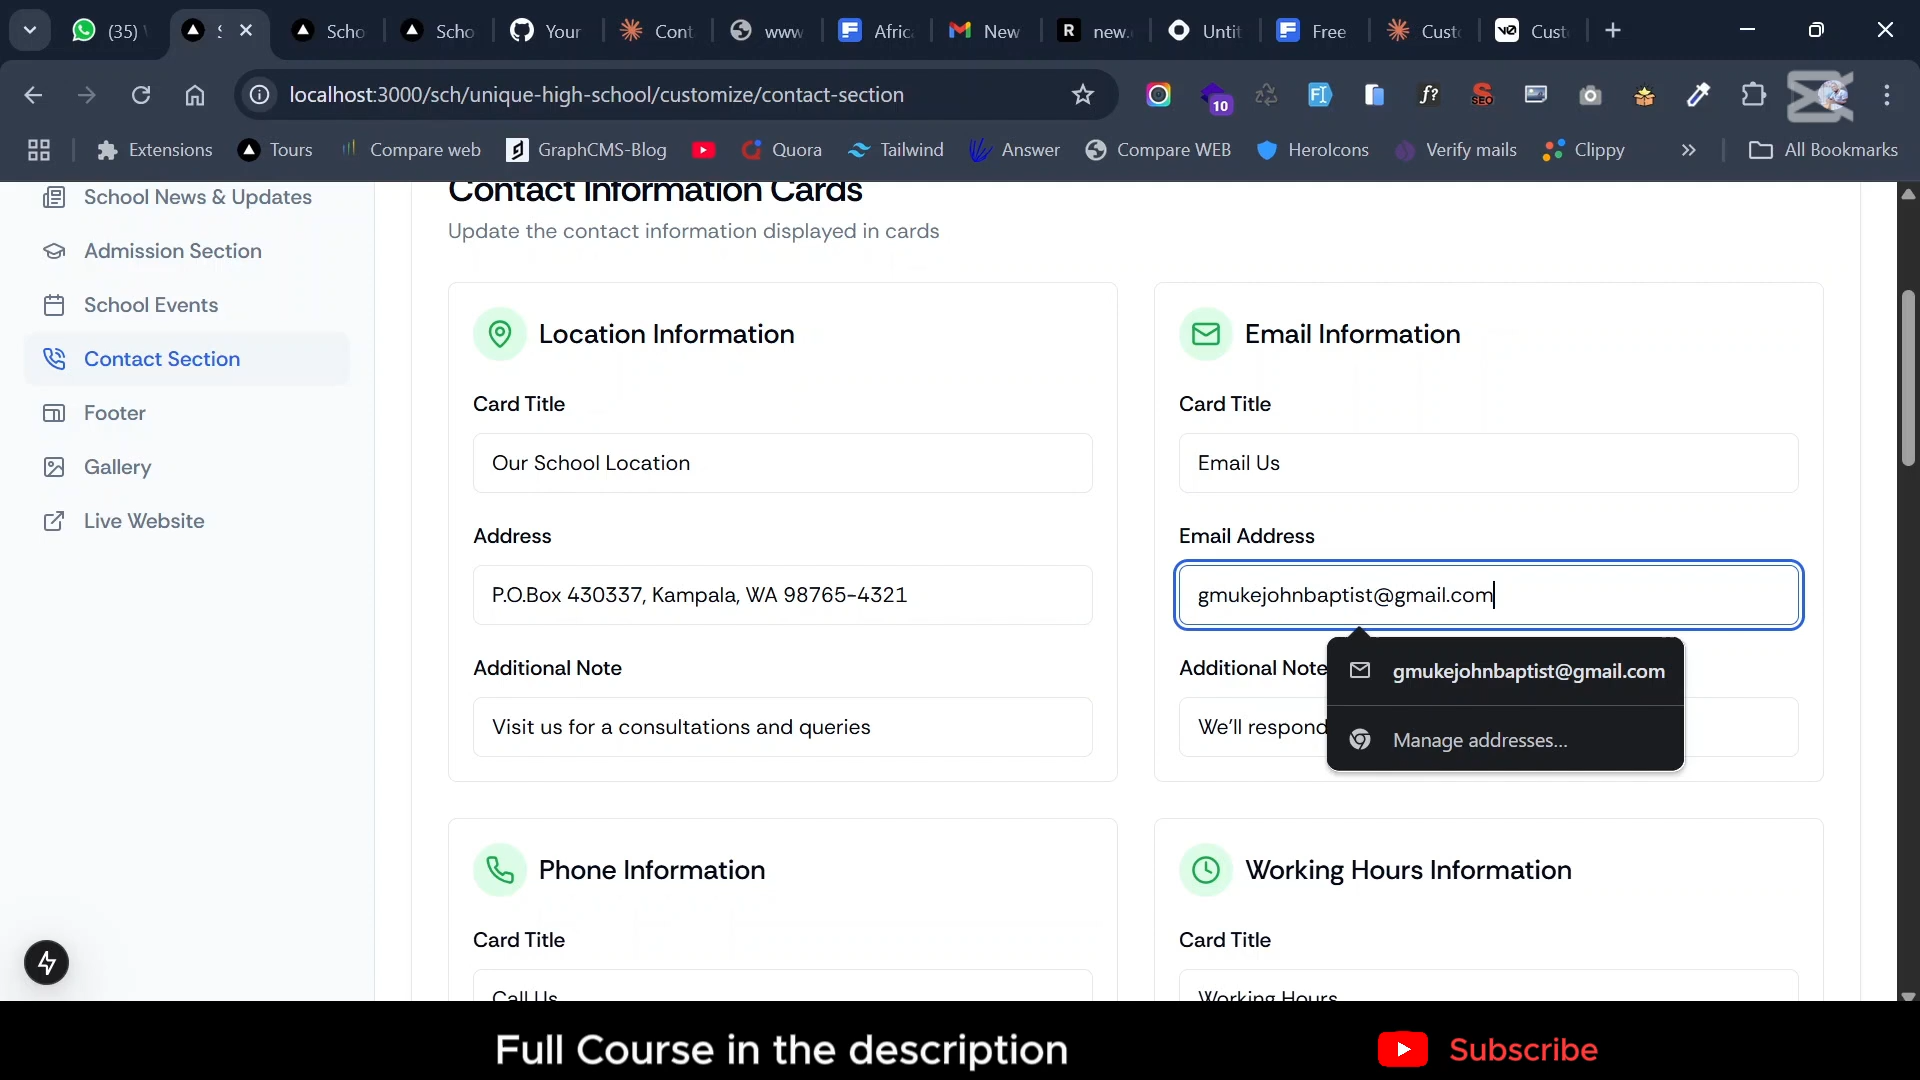 (35)
Scho
Scho
Your
Cont
www
Afric
New
new.
Untit
Free
Cust
Cust
localhost:3000/sch/unique-high-school/customize/contact-section
10
f?
SEO
Extensions
Tours
Compare web
GraphCMS-Blog
Quora
Tailwind
Answer
Compare WEB
HeroIcons
Verify mails
Clippy
All Bookmarks
School News & Updates
Admission Section
School Events
Contact Section
Footer
Gallery
Live Website
Contact Information Cards
Update the contact information displayed in cards
Location Information
Card Title
Our School Location
Address
P.O.Box 430337, Kampala, WA 98765-4321
Additional Note
Visit us for a consultations and queries
Email Information
Card Title
Email Us
Email Address
gmukejohnbaptist@gmail.com
Additional Note
We'll respond
gmukejohnbaptist@gmail.com
Manage addresses...
Phone Information
Card Title
Call Us
Working Hours Information
Card Title
Working Hours
Full Course in the description
Subscribe